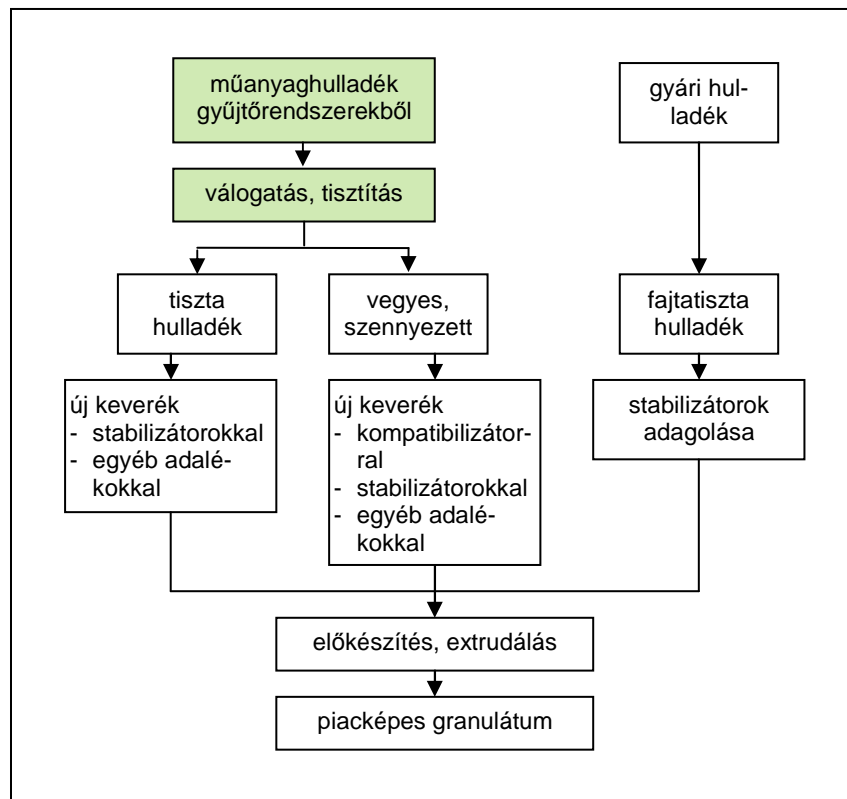 műanyaghulladék
gyűjtőrendszerekből
gyári hul-
ladék
válogatás, tisztítás
tiszta
hulladék
vegyes,
szennyezett
fajtatiszta
hulladék
új keverék
- stabilizátorokkal
- egyéb adalé-
kokkal
új keverék
- kompatibilizátor-
ral
- stabilizátorokkal
- egyéb adalé-
kokkal
stabilizátorok
adagolása
előkészítés, extrudálás
piacképes granulátum